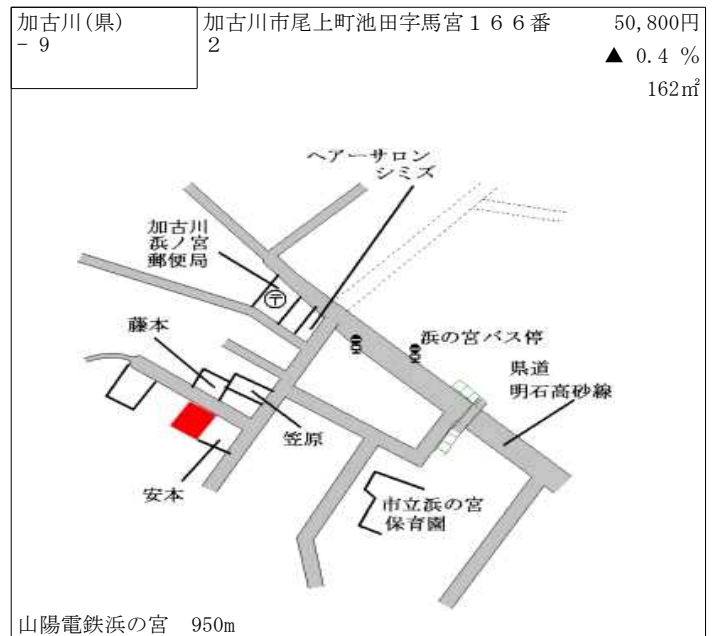 加古川(県)
- 9
加古川市尾上町池田字馬宮１６６番
２
50,800円
▲ 0.4 %
162㎡
ヘアーサロン
シミズ
加古川
浜ノ宮
郵便局
〒
藤本
浜の宮バス停
県道
明石高砂線
笠原
安本
市立浜の宮
保育園
山陽電鉄浜の宮　950m